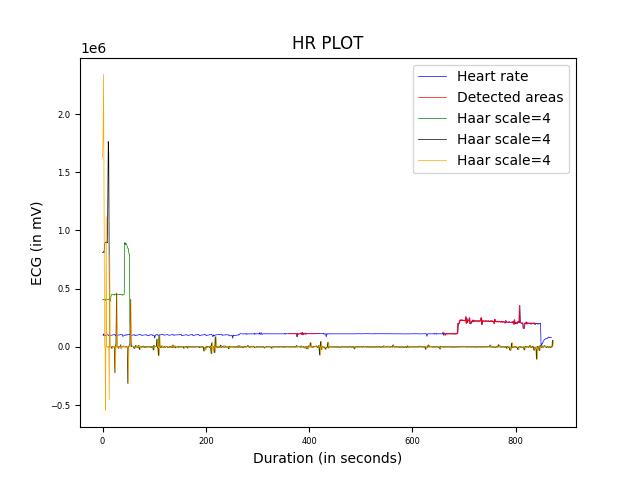 HR PLOT
1e6
Heart rate
Detected areas
Haar scale=4
Haar scale=4
Haar scale=4
2.0
1.5
1.0
0.5
0.0
−0.5
ECG (in mV)
0 200 400 600 800
Duration (in seconds)